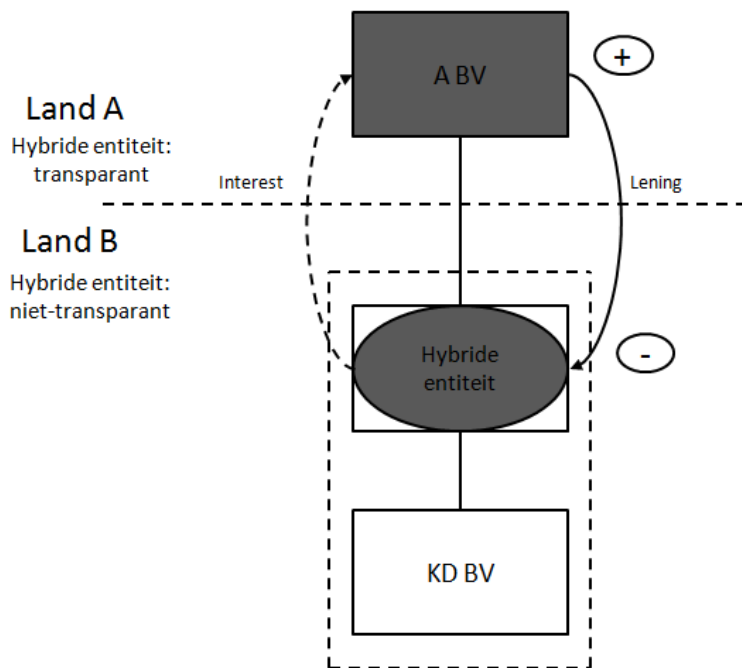 A BV
+
Land A
Hybride entiteit:
transparant
Interest
Lening
Land B
Hybride entiteit:
niet-transparant
Hybride
entiteit
-
KD BV